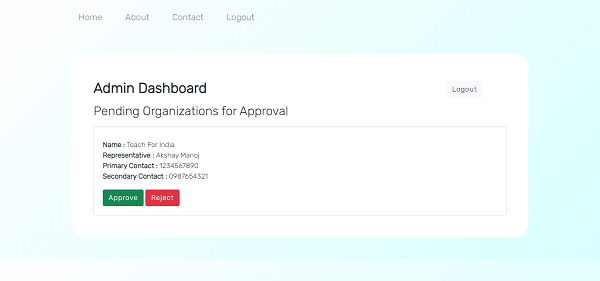 Home About Contact Logout
Admin Dashboard Logout
Pending Organizations for Approval
Name : Teach For India
Representative : Akshay Manoj
Primary Contact : 1234567890
Secondary Contact : 0987654321
Approve Reject